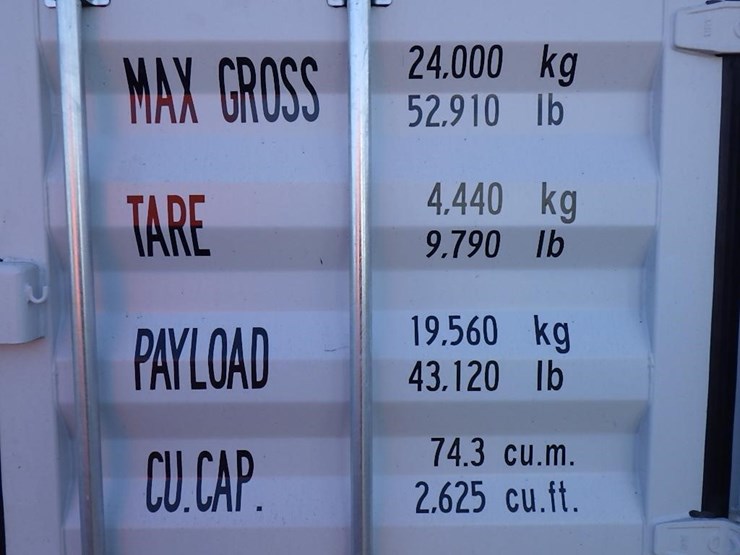 MAX GROSS 24,000 kg
52,910 lb
TARE 4,440 kg
9,790 lb
PAYLOAD 19,560 kg
43,120 lb
CU.CAP. 74.3 cu.m.
2,625 cu.ft.